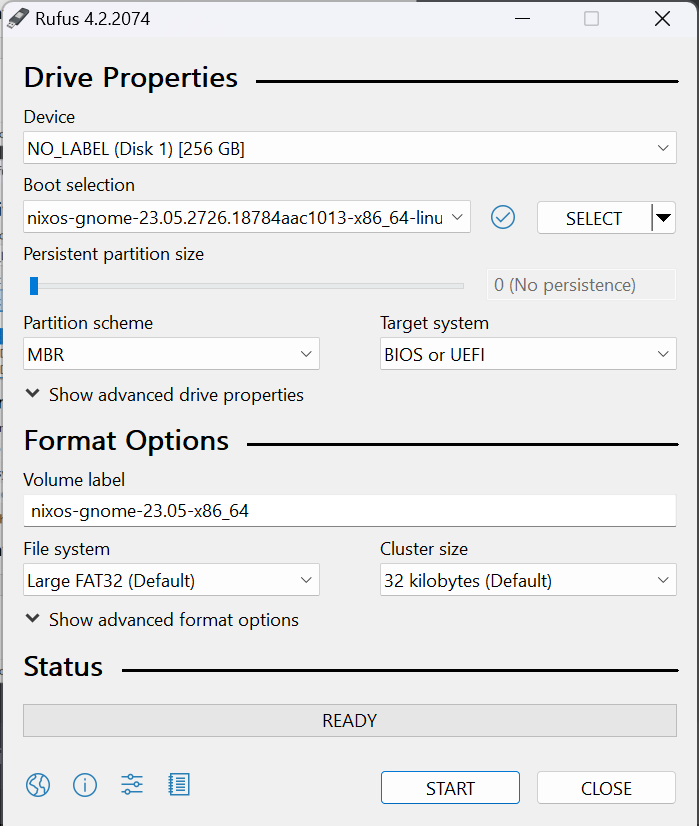 Rufus 4.2.2074
Drive Properties
Device
NO_LABEL (Disk 1) [256 GB]
Boot selection
nixos-gnome-23.05.2726.18784aac1013-x86_64-linu
SELECT
Persistent partition size
0 (No persistence)
Partition scheme
Target system
MBR
BIOS or UEFI
Show advanced drive properties
Format Options
Volume label
nixos-gnome-23.05-x86_64
File system
Cluster size
Large FAT32 (Default)
32 kilobytes (Default)
Show advanced format options
Status
READY
START
CLOSE